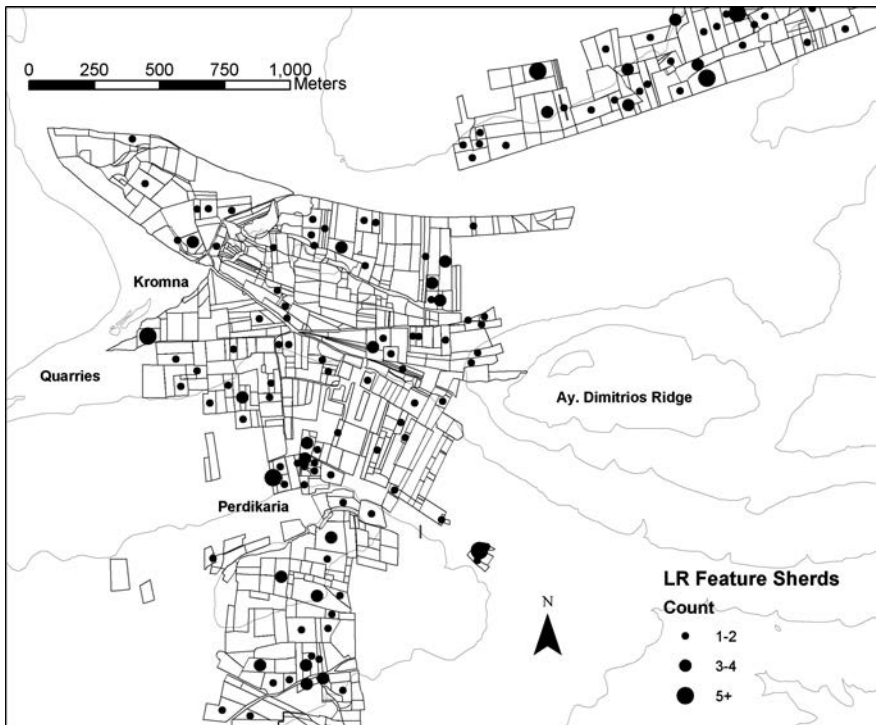 0 250 500 750 1,000
Meters
Kromna
Quarries
Ay. Dimitrios Ridge
Perdikaria
LR Feature Sherds
Count
N
1-2
3-4
5+